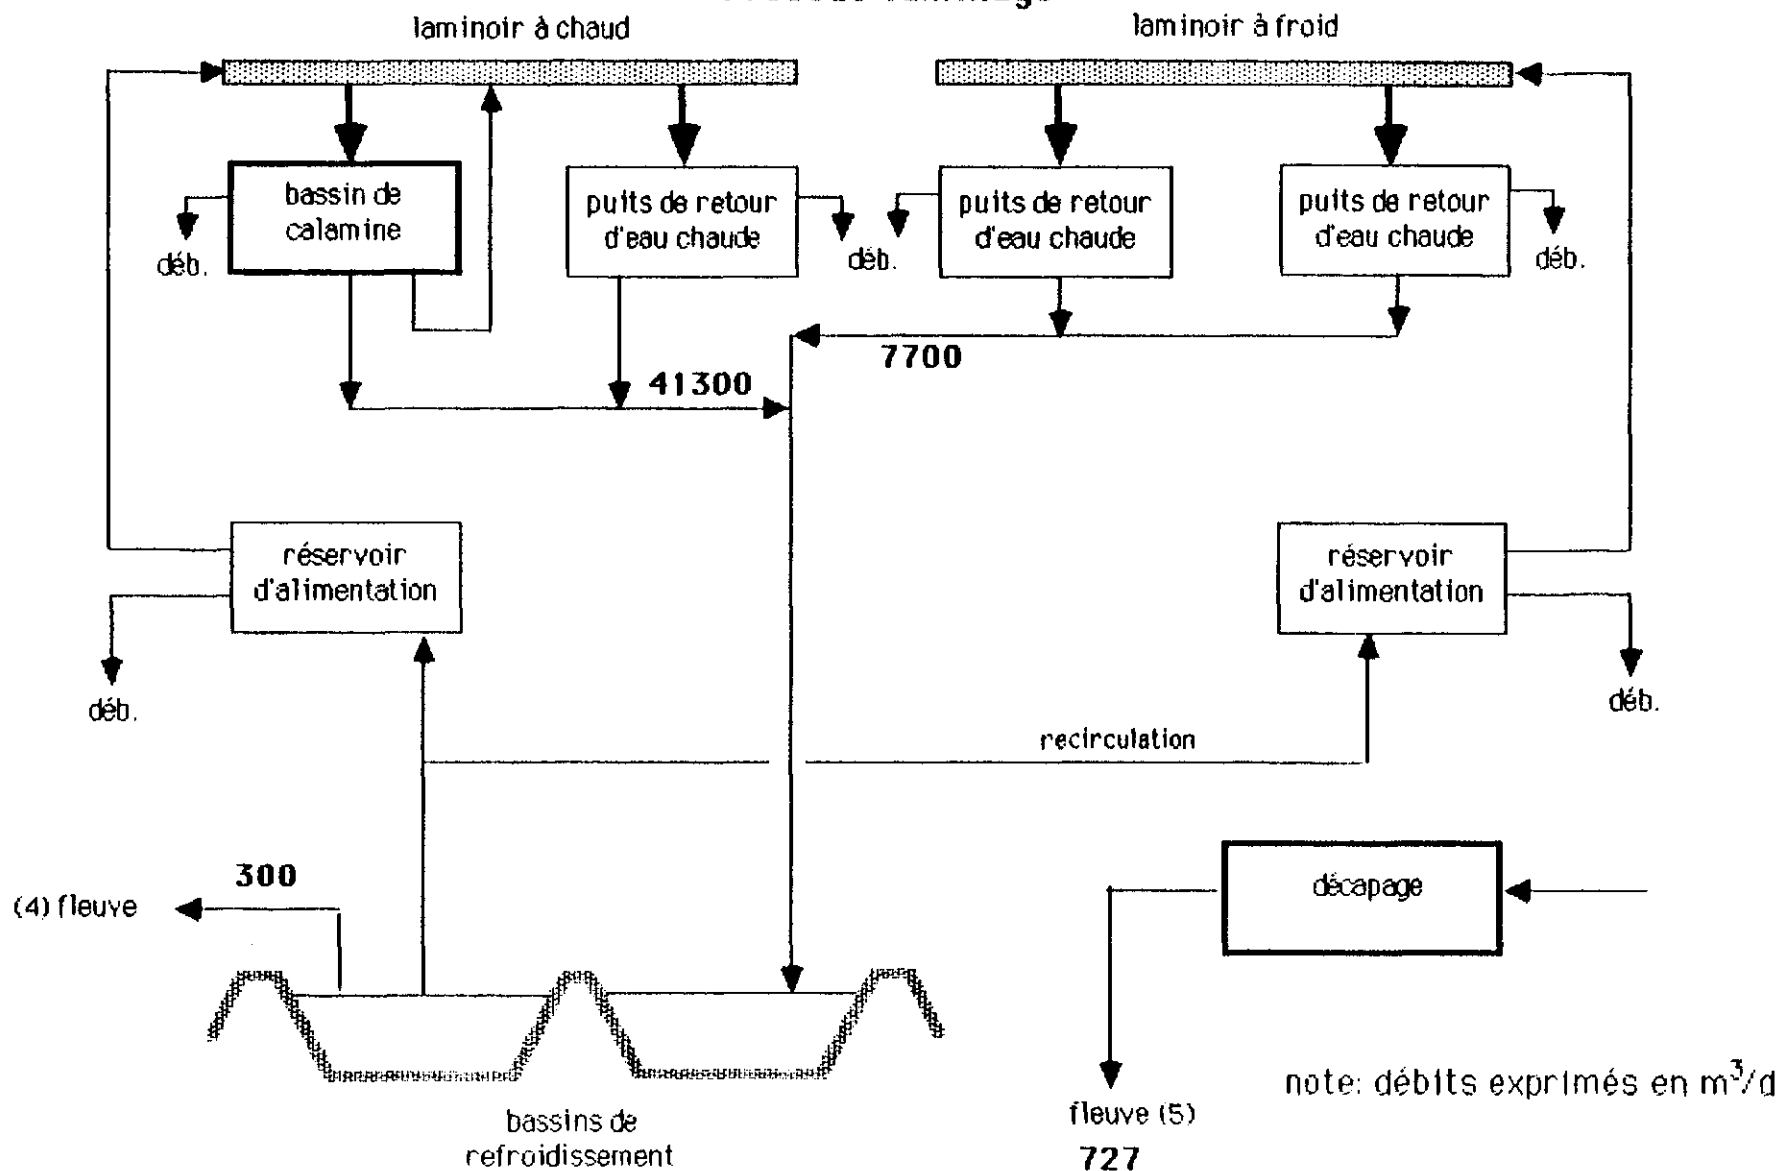 laminoir à chaud
laminoir à froid
bassin de
calamine
puits de retour
d'eau chaude
puits de retour
d'eau chaude
puits de retour
d'eau chaude
déb.
déb.
déb.
déb.
7700
41300
réservoir
d'alimentation
réservoir
d'alimentation
déb.
déb.
recirculation
300
(4) fleuve
décapage
note: débits exprimés en m³/d
fleuve (5)
727
bassins de
refroidissement